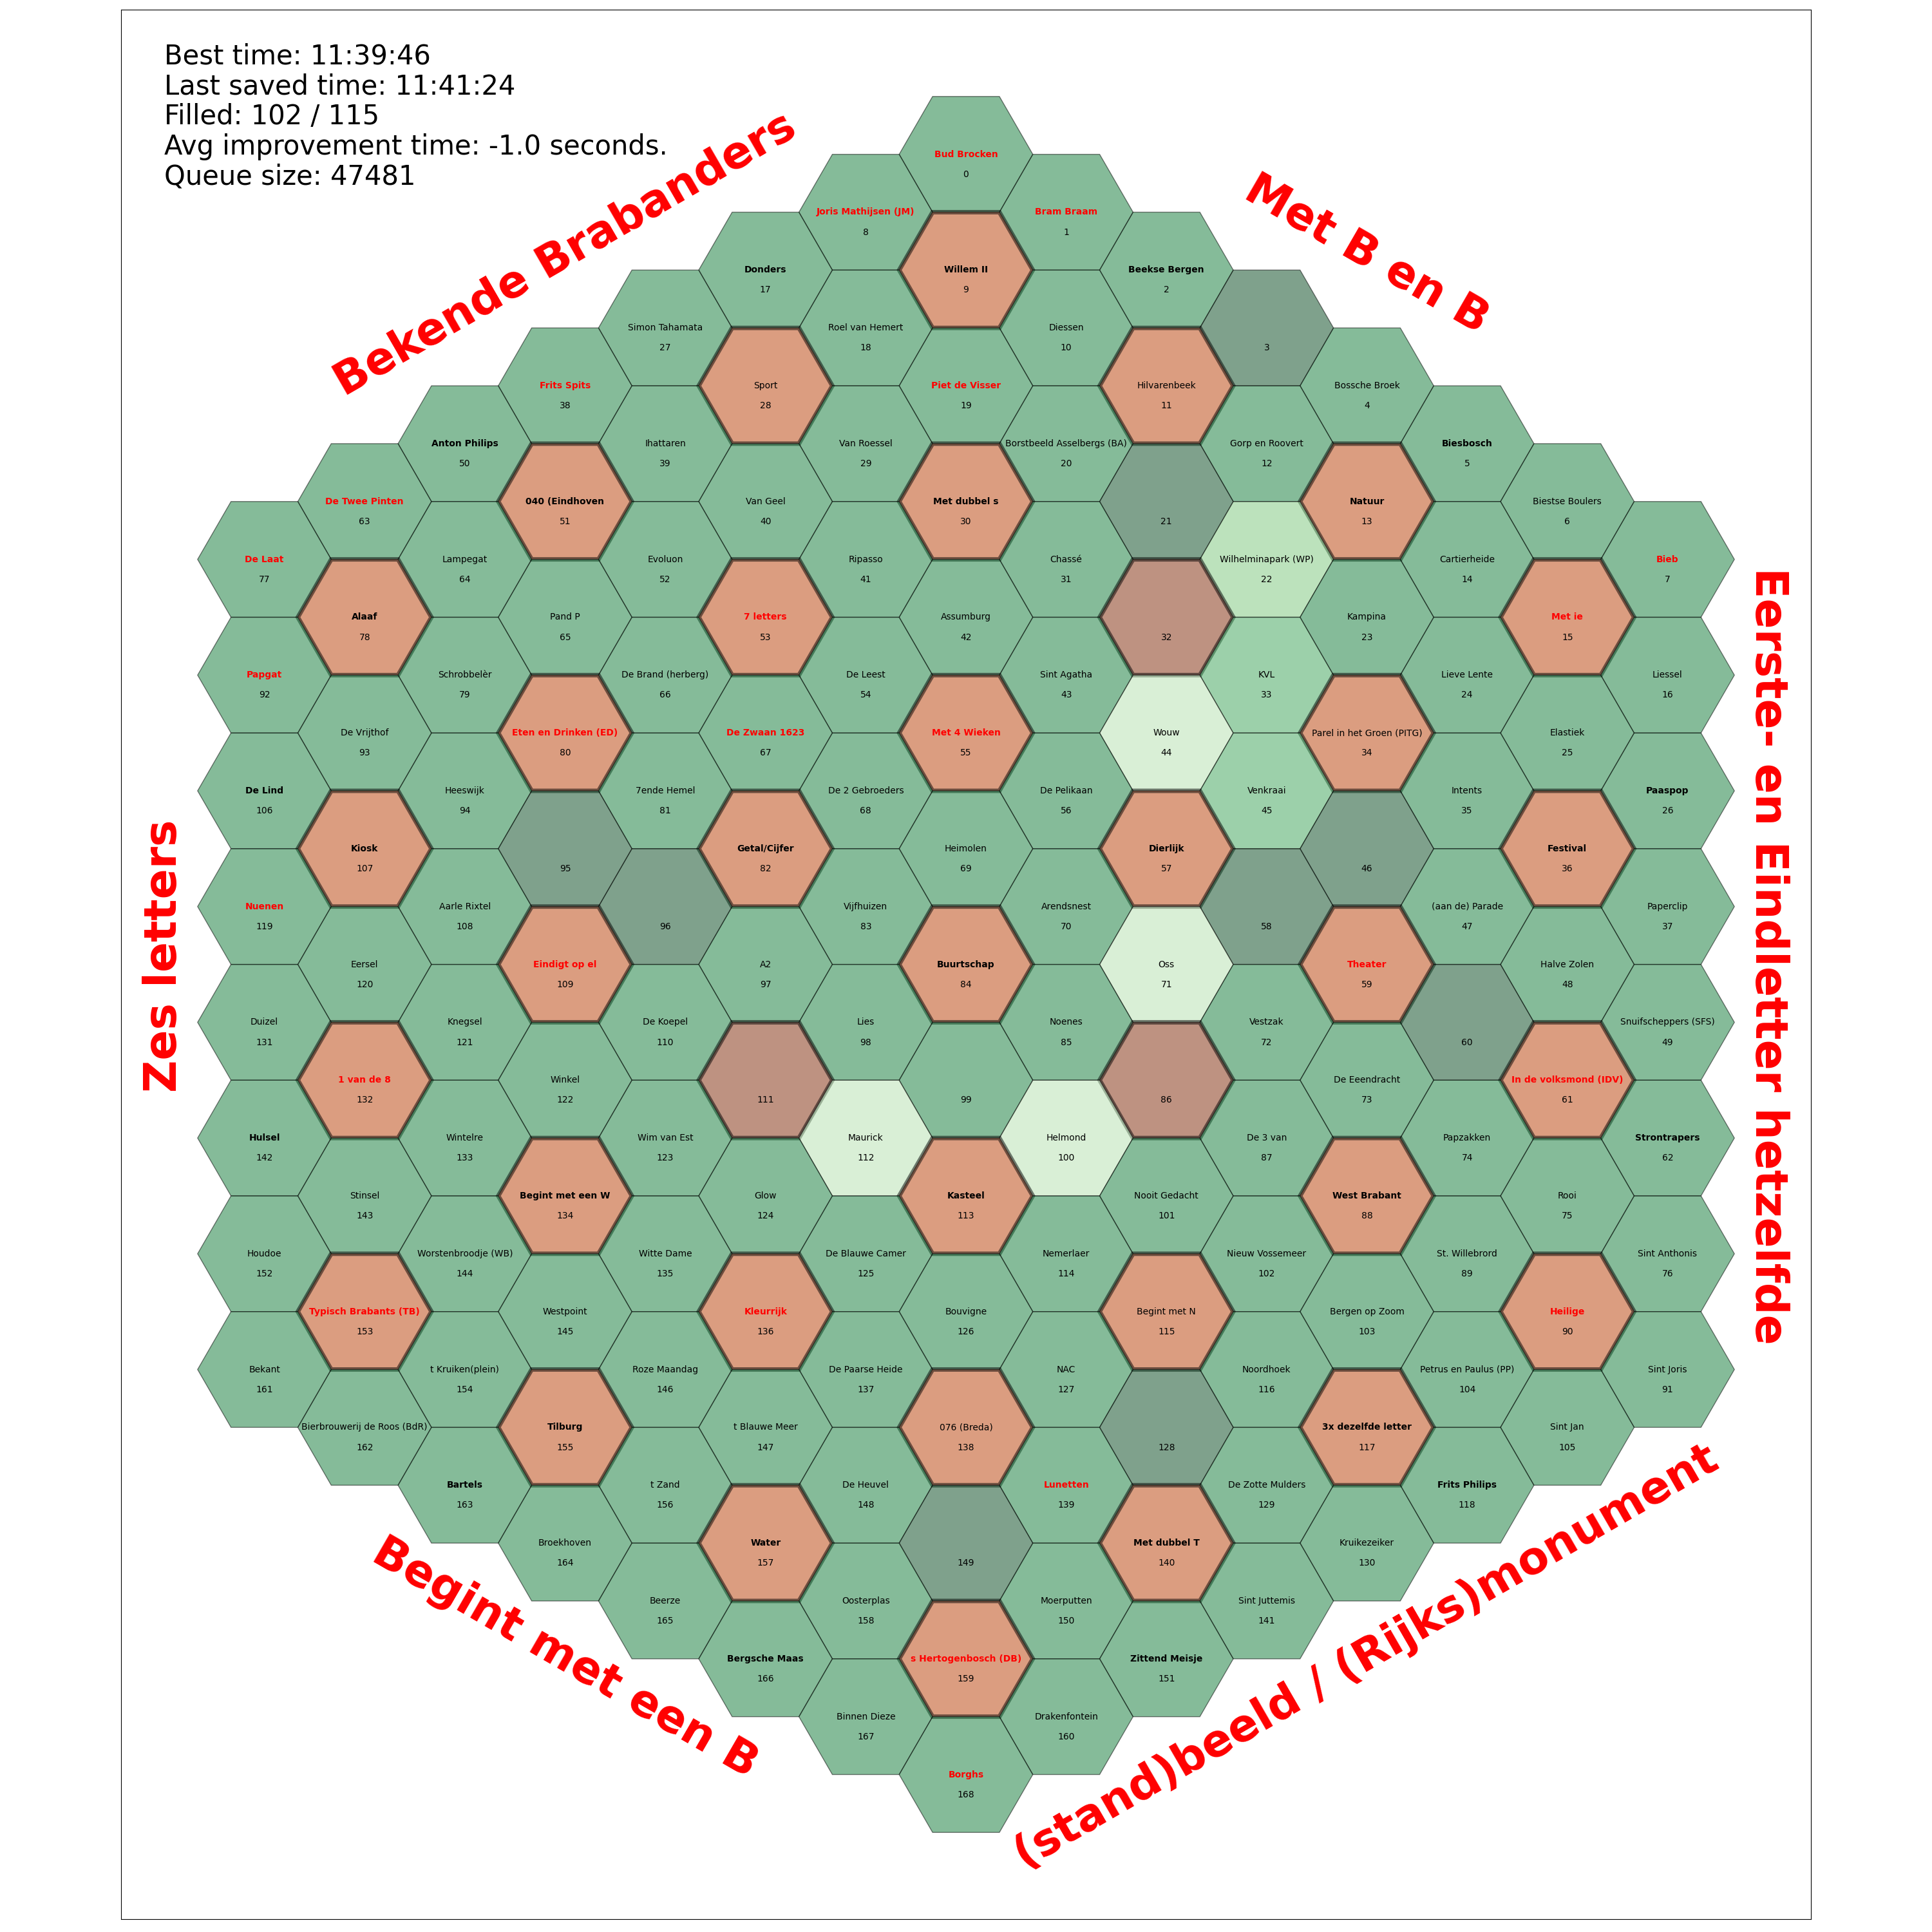 Best time: 11:39:46
Last saved time: 11:41:24
Filled: 102 / 115
Avg improvement time: -1.0 seconds.
Queue size: 47481
Bekende Brabanders
Met B en B
Eerste- en Eindletter hetzelfde
(stand)beeld / (Rijks)monument
Begint met een B
Zes letters
Bud Brocken
0
Bram Braam
1
Beekse Bergen
2
3
Bossche Broek
4
Biesbosch
5
Biestse Boulers
6
Bieb
7
Joris Mathijsen (JM)
8
Willem II
9
Diessen
10
Hilvarenbeek
11
Gorp en Roovert
12
Natuur
13
Cartierheide
14
Met ie
15
Liessel
16
Donders
17
Roel van Hemert
18
Piet de Visser
19
Borstbeeld Asselbergs (BA)
20
21
Wilhelminapark (WP)
22
Kampina
23
Lieve Lente
24
Elastiek
25
Paaspop
26
Simon Tahamata
27
Sport
28
Van Roessel
29
Met dubbel s
30
Chassé
31
32
KVL
33
Parel in het Groen (PITG)
34
Intents
35
Festival
36
Paperclip
37
Frits Spits
38
Ihattaren
39
Van Geel
40
Ripasso
41
Assumburg
42
Sint Agatha
43
Wouw
44
Venkraai
45
46
(aan de) Parade
47
Halve Zolen
48
Snuifscheppers (SFS)
49
Anton Philips
50
040 (Eindhoven
51
Evoluon
52
7 letters
53
De Leest
54
Met 4 Wieken
55
De Pelikaan
56
Dierlijk
57
58
Theater
59
60
In de volksmond (IDV)
61
Strontrapers
62
De Twee Pinten
63
Lampegat
64
Pand P
65
De Brand (herberg)
66
De Zwaan 1623
67
De 2 Gebroeders
68
Heimolen
69
Arendsnest
70
Oss
71
Vestzak
72
De Eeendracht
73
Papzakken
74
Rooi
75
Sint Anthonis
76
De Laat
77
Alaaf
78
Schrobbelèr
79
Eten en Drinken (ED)
80
7ende Hemel
81
Getal/Cijfer
82
Vijfhuizen
83
Buurtschap
84
Noenes
85
86
De 3 van
87
West Brabant
88
St. Willebrord
89
Heilige
90
Sint Joris
91
Papgat
92
De Vrijthof
93
Heeswijk
94
95
96
A2
97
Lies
98
99
Helmond
100
Nooit Gedacht
101
Nieuw Vossemeer
102
Bergen op Zoom
103
Petrus en Paulus (PP)
104
Sint Jan
105
De Lind
106
Kiosk
107
Aarle Rixtel
108
Eindigt op el
109
De Koepel
110
111
Maurick
112
Kasteel
113
Nemerlaer
114
Begint met N
115
Noordhoek
116
3x dezelfde letter
117
Frits Philips
118
Nuenen
119
Eersel
120
Knegsel
121
Winkel
122
Wim van Est
123
Glow
124
De Blauwe Camer
125
Bouvigne
126
NAC
127
128
De Zotte Mulders
129
Kruikezeiker
130
Duizel
131
1 van de 8
132
Wintelre
133
Begint met een W
134
Witte Dame
135
Kleurrijk
136
De Paarse Heide
137
076 (Breda)
138
Lunetten
139
Met dubbel T
140
Sint Juttemis
141
Hulsel
142
Stinsel
143
Worstenbroodje (WB)
144
Westpoint
145
Roze Maandag
146
t Blauwe Meer
147
De Heuvel
148
149
Moerputten
150
Zittend Meisje
151
Houdoe
152
Typisch Brabants (TB)
153
t Kruiken(plein)
154
Tilburg
155
t Zand
156
Water
157
Oosterplas
158
s Hertogenbosch (DB)
159
Drakenfontein
160
Bekant
161
Bierbrouwerij de Roos (BdR)
162
Bartels
163
Broekhoven
164
Beerze
165
Bergsche Maas
166
Binnen Dieze
167
Borghs
168